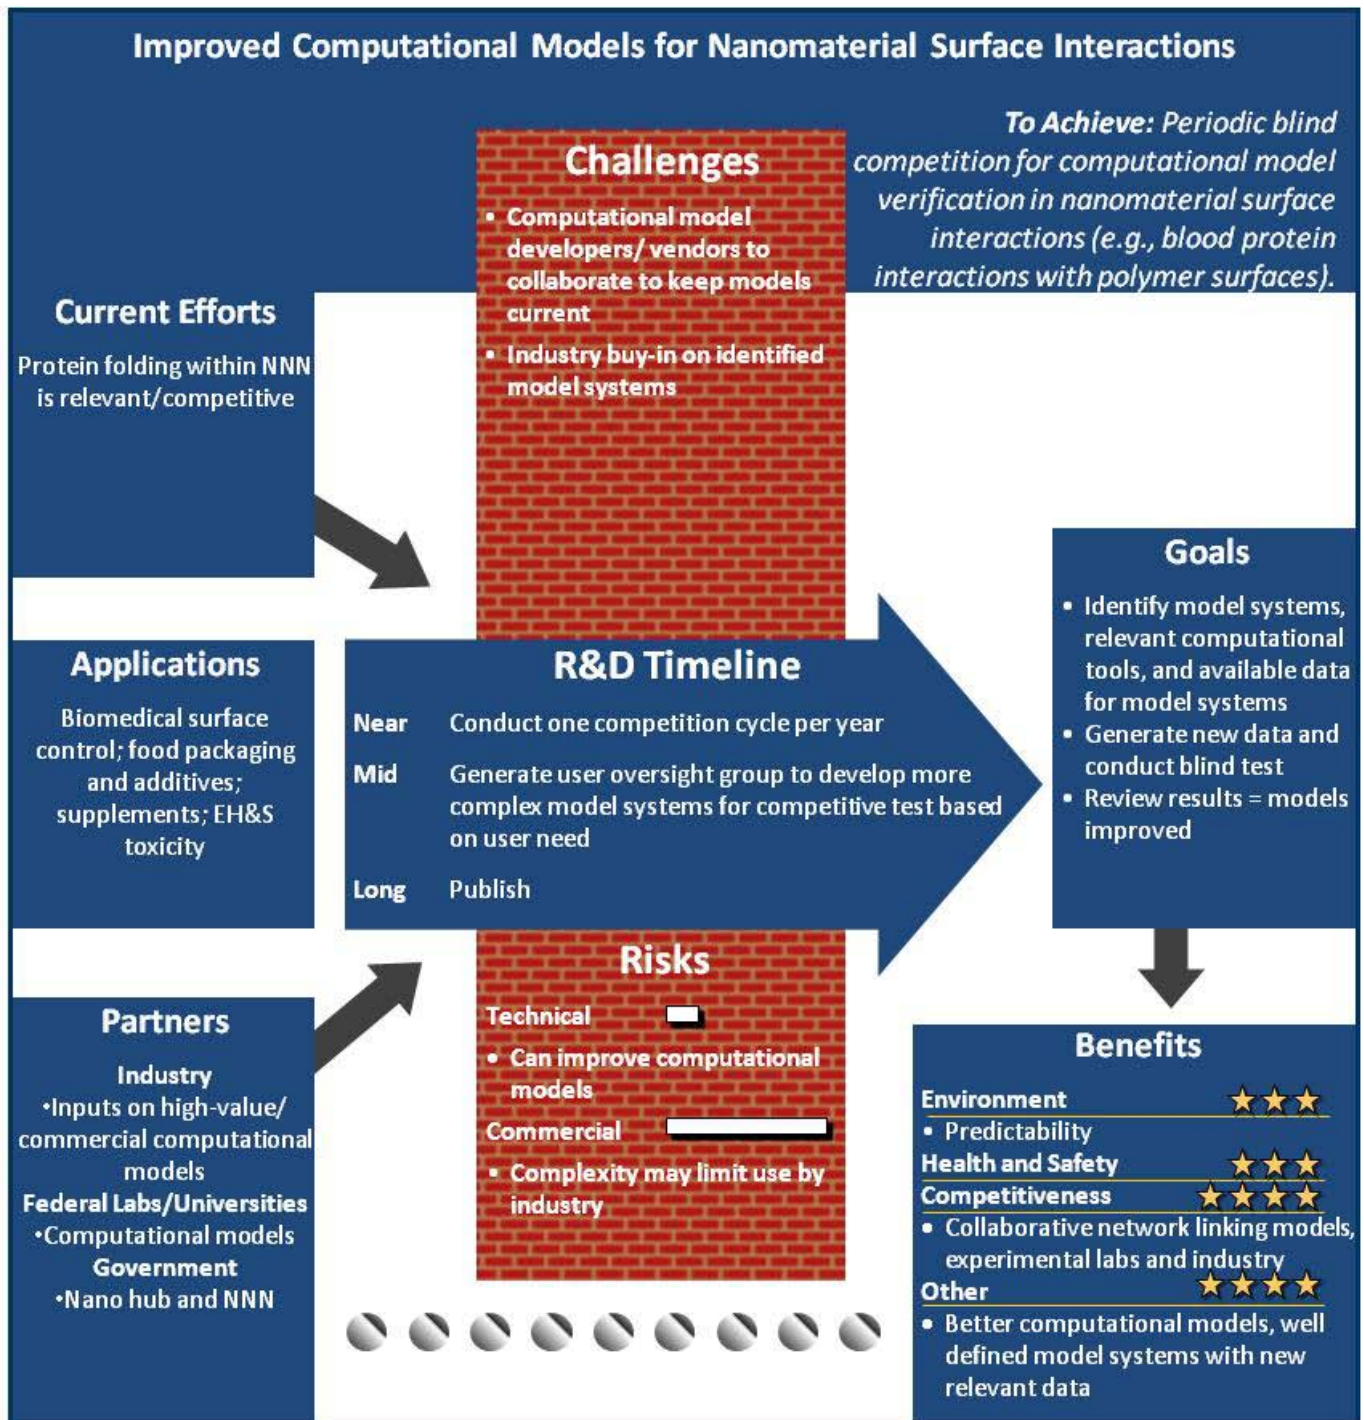 Improved Computational Models for Nanomaterial Surface Interactions
To Achieve: Periodic blind
competition for computational model
verification in nanomaterial surface
interactions (e.g., blood protein
interactions with polymer surfaces).
Challenges
• Computational model
developers/ vendors to
collaborate to keep models
current
• Industry buy-in on identified
model systems
Current Efforts
Protein folding within NNN
is relevant/competitive
Applications
Biomedical surface
control; food packaging
and additives;
supplements; EH&S
toxicity
Partners
Industry
•Inputs on high-value/
commercial computational
models
Federal Labs/Universities
•Computational models
Government
•Nano hub and NNN
R&D Timeline
Near Conduct one competition cycle per year
Mid Generate user oversight group to develop more
complex model systems for competitive test based
on user need
Long Publish
Risks
Technical
• Can improve computational
models
Commercial
• Complexity may limit use by
industry
Goals
• Identify model systems,
relevant computational
tools, and available data
for model systems
• Generate new data and
conduct blind test
• Review results = models
improved
Benefits
Environment
• Predictability
Health and Safety
Competitiveness
• Collaborative network linking models,
experimental labs and industry
Other
• Better computational models, well
defined model systems with new
relevant data